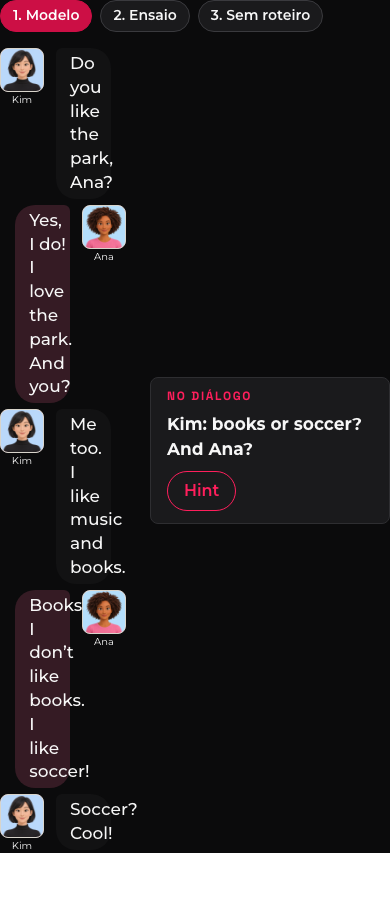 1. Modelo
2. Ensaio
3. Sem roteiro
Kim
Do
you
like
the
park,
Ana?
Yes,
I do!
I
love
the
park.
And
you?
Ana
Kim
Me
too.
I
like
music
and
books.
Books
I
don’t
like
books.
I
like
soccer!
Ana
Kim
Soccer?
Cool!
NO DIÁLOGO
Kim: books or soccer?
And Ana?
Hint